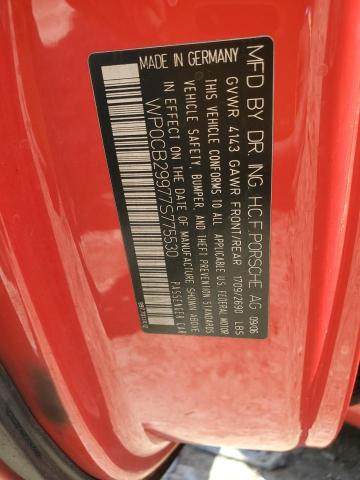 MFD BY DR. ING. H.C.F.PORSCHE AG 09/06
GVWR 4143 GAWR FRONT/REAR 1709/2690 LBS
THIS VEHICLE CONFORMS TO ALL APPLICABLE U.S. FEDERAL MOTOR
VEHICLE SAFETY, BUMPER, AND THEFT PREVENTION STANDARDS
IN EFFECT ON THE DATE OF MANUFACTURE SHOWN ABOVE
WP0CB29977S775530 PASSENGER CAR
MADE IN GERMANY